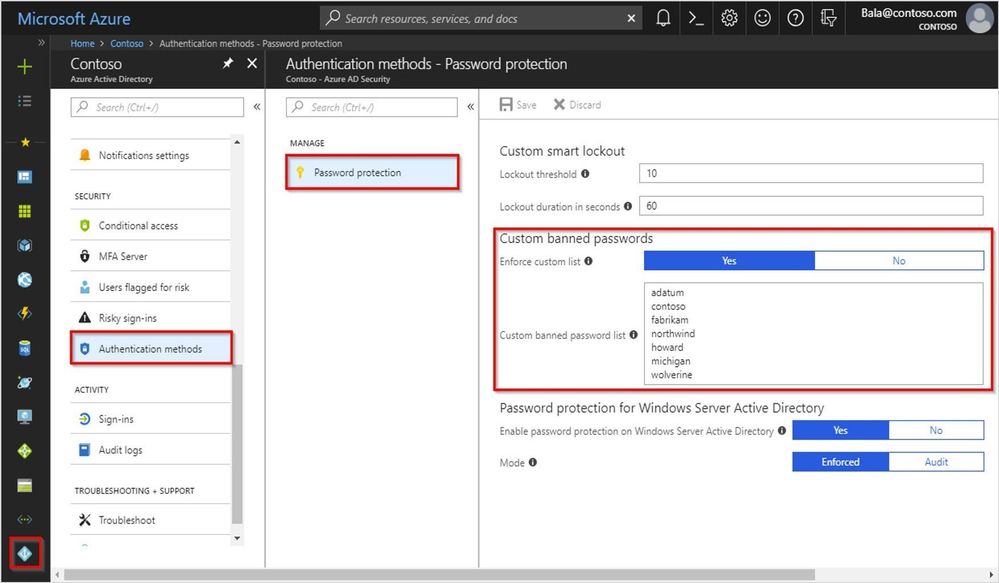 Microsoft Azure
Search resources, services, and docs
Bala@contoso.com
CONTOSO
Home > Contoso > Authentication methods - Password protection
Contoso
Azure Active Directory
Search (Ctrl+/)
Notifications settings
SECURITY
Conditional access
MFA Server
Users flagged for risk
Risky sign-ins
Authentication methods
ACTIVITY
Sign-ins
Audit logs
TROUBLESHOOTING + SUPPORT
Troubleshoot
Authentication methods - Password protection
Contoso - Azure AD Security
Search (Ctrl+/)
MANAGE
Password protection
Save Discard
Custom smart lockout
Lockout threshold 10
Lockout duration in seconds 60
Custom banned passwords
Enforce custom list Yes No
Custom banned password list
adatum
contoso
fabrikam
northwind
howard
michigan
wolverine
Password protection for Windows Server Active Directory
Enable password protection on Windows Server Active Directory Yes No
Mode Enforced Audit